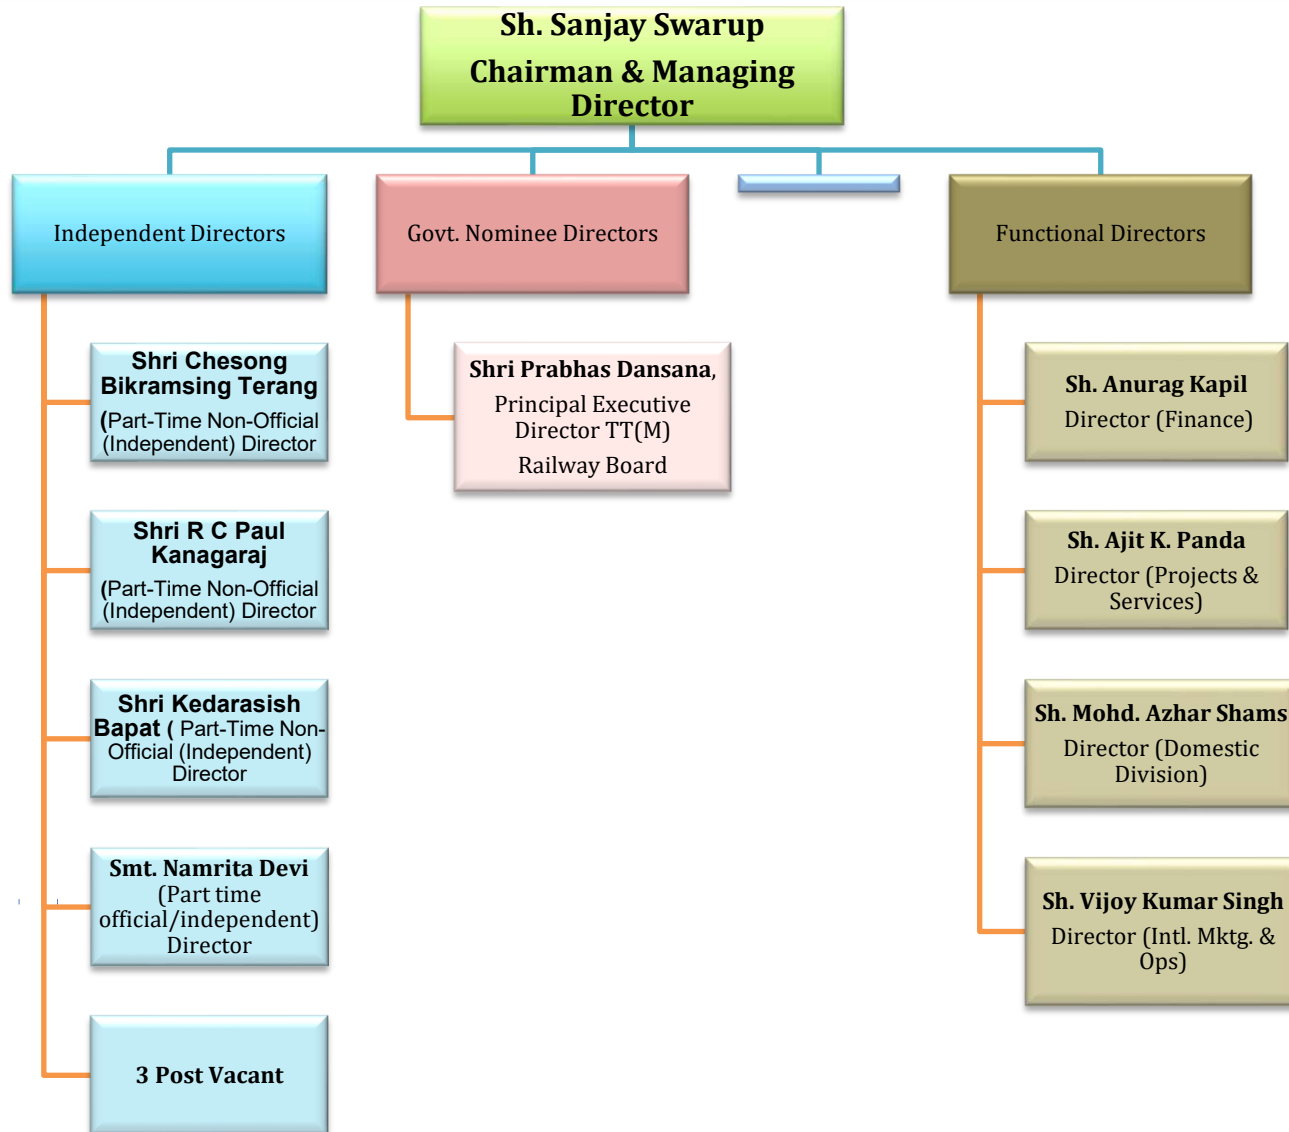 Sh. Sanjay Swarup
Chairman & Managing
Director
Independent Directors
Shri Chesong
Bikramsing Terang
(Part-Time Non-Official
(Independent) Director
Shri R C Paul
Kanagaraj
(Part-Time Non-Official
(Independent) Director
Shri Kedarasish
Bapat ( Part-Time Non-
Official (Independent)
Director
Smt. Namrita Devi
(Part time
official/independent)
Director
3 Post Vacant
Govt. Nominee Directors
Shri Prabhas Dansana,
Principal Executive
Director TT(M)
Railway Board
Functional Directors
Sh. Anurag Kapil
Director (Finance)
Sh. Ajit K. Panda
Director (Projects &
Services)
Sh. Mohd. Azhar Shams
Director (Domestic
Division)
Sh. Vijoy Kumar Singh
Director (Intl. Mktg. &
Ops)